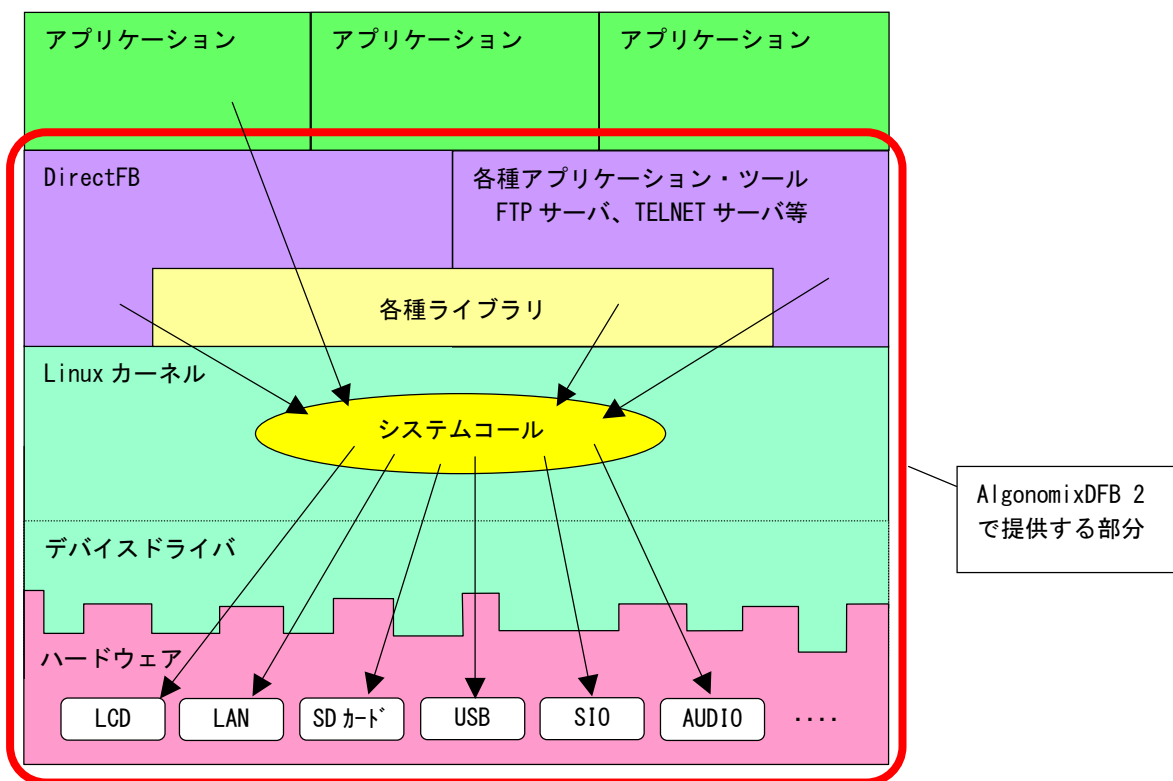 アプリケーション
アプリケーション
アプリケーション
DirectFB
各種アプリケーション・ツール
FTP サーバ、TELNET サーバ等
各種ライブラリ
Linux カーネル
システムコール
AlgonomixDFB 2
で提供する部分
デバイスドライバ
ハードウェア
LCD
LAN
SD ｶｰﾄﾞ
USB
SIO
AUDIO
････